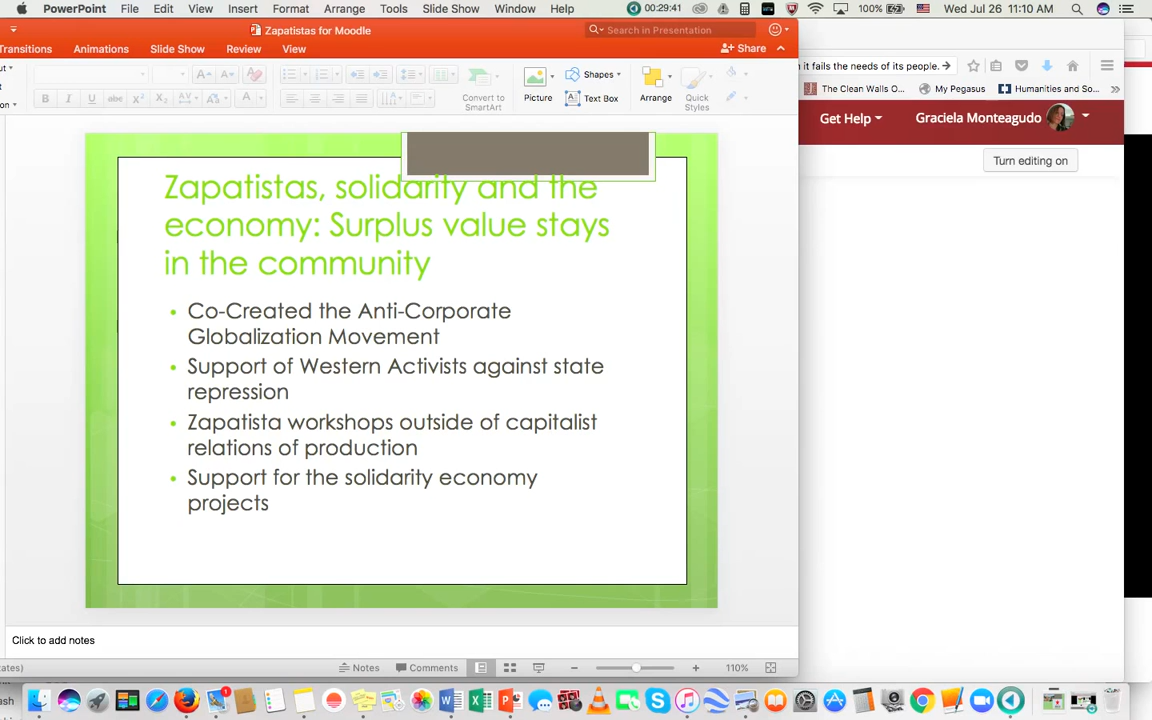 PowerPoint File Edit View Insert Format Arrange Tools Slide Show Window Help 00:29:41 100% Wed Jul 26 11:10 AM
Zapatistas for Moodle
Search in Presentation
Transitions Animations Slide Show Review View
Share
Convert to
SmartArt
Picture
Shapes
Text Box
Arrange
Quick
Styles
n it fails the needs of its people.
The Clean Walls O... My Pegasus Humanities and So...
Get Help Graciela Monteagudo
Turn editing on
Zapatistas, solidarity and the
economy: Surplus value stays
in the community
• Co-Created the Anti-Corporate
Globalization Movement
• Support of Western Activists against state
repression
• Zapatista workshops outside of capitalist
relations of production
• Support for the solidarity economy
projects
Click to add notes
Notes Comments 110%